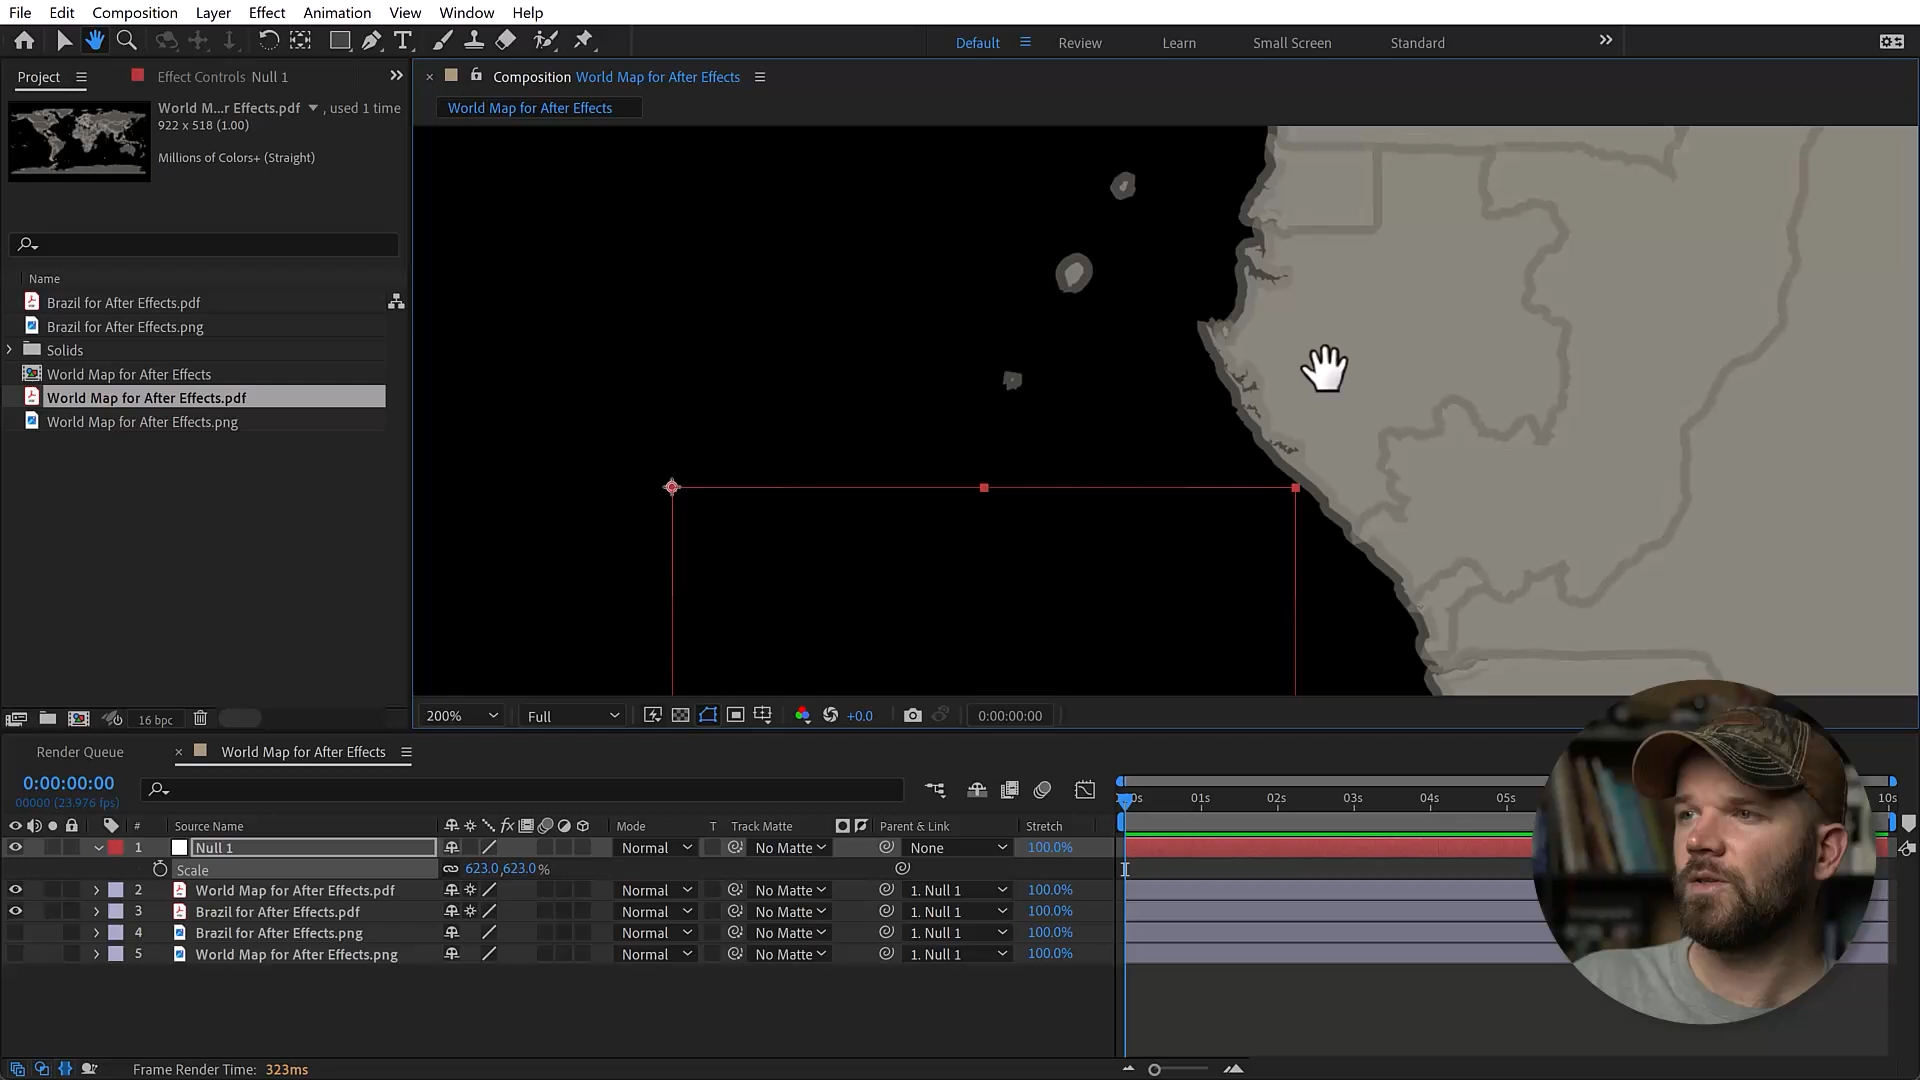 File Edit Composition Layer Effect Animation View Window Help
Default Review Learn Small Screen Standard
Project Effect Controls Null 1
Composition World Map for After Effects
World M...r Effects.pdf , used 1 time
922 x 518 (1.00)
Millions of Colors+ (Straight)
World Map for After Effects
Name
Brazil for After Effects.pdf
Brazil for After Effects.png
Solids
World Map for After Effects
World Map for After Effects.pdf
World Map for After Effects.png
16 bpc
200% Full +0.0 0:00:00:00
Render Queue World Map for After Effects
0:00:00:00
00000 (23.976 fps)
01s 02s 03s 04s 05s 10s
# Source Name fx Mode T Track Matte Parent & Link Stretch
1 Null 1 Normal No Matte None 100.0%
Scale 623.0,623.0 %
2 World Map for After Effects.pdf Normal No Matte 1. Null 1 100.0%
3 Brazil for After Effects.pdf Normal No Matte 1. Null 1 100.0%
4 Brazil for After Effects.png Normal No Matte 1. Null 1 100.0%
5 World Map for After Effects.png Normal No Matte 1. Null 1 100.0%
Frame Render Time: 323ms